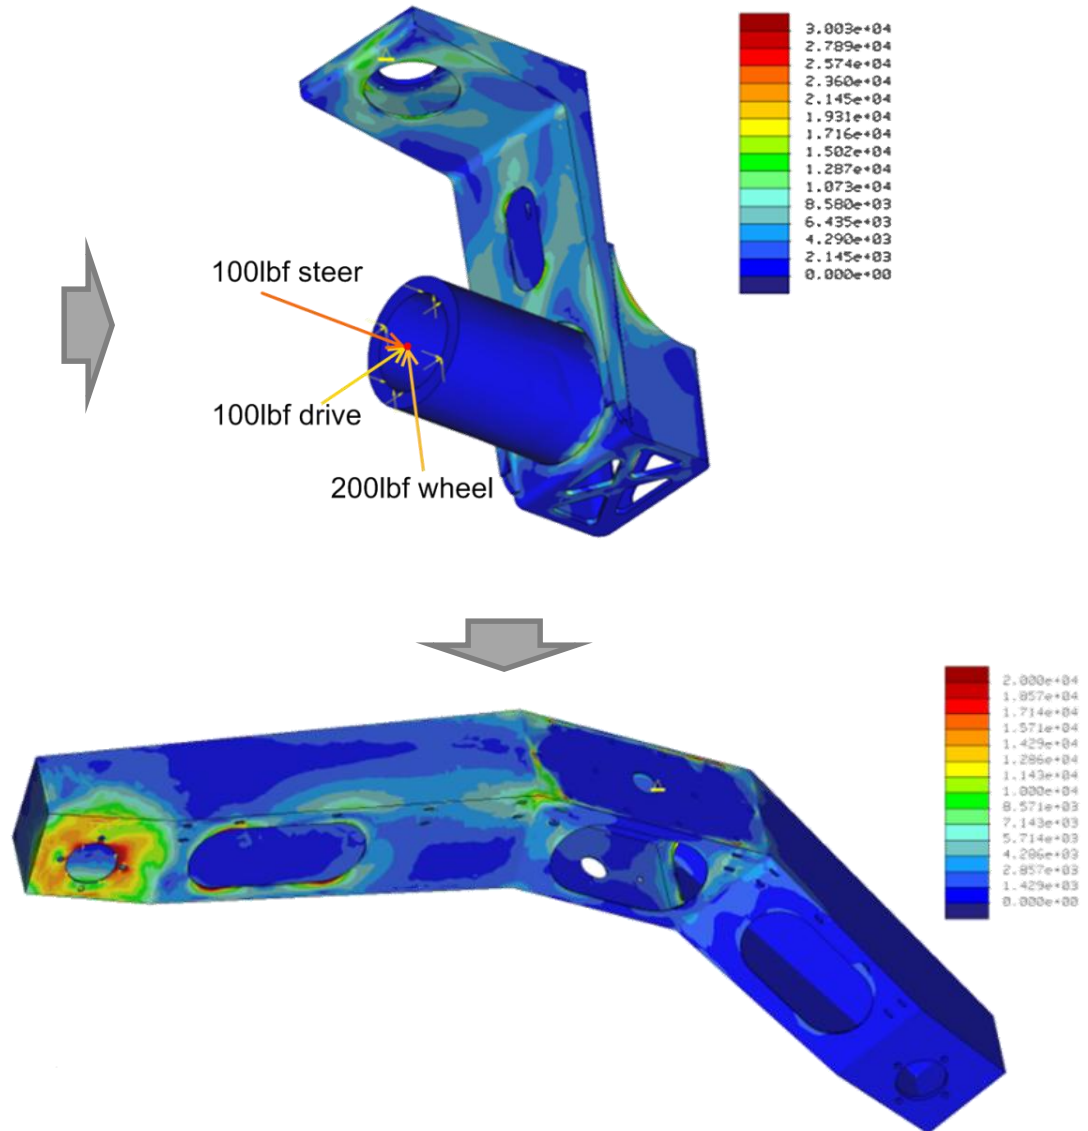 3.003e+04
2.789e+04
2.574e+04
2.360e+04
2.145e+04
1.931e+04
1.716e+04
1.502e+04
1.287e+04
1.073e+04
8.580e+03
6.435e+03
4.290e+03
2.145e+03
0.000e+00
100lbf steer
100lbf drive
200lbf wheel
2.000e+04
1.857e+04
1.714e+04
1.571e+04
1.429e+04
1.286e+04
1.143e+04
1.000e+04
8.571e+03
7.143e+03
5.714e+03
4.286e+03
2.857e+03
1.429e+03
0.000e+00